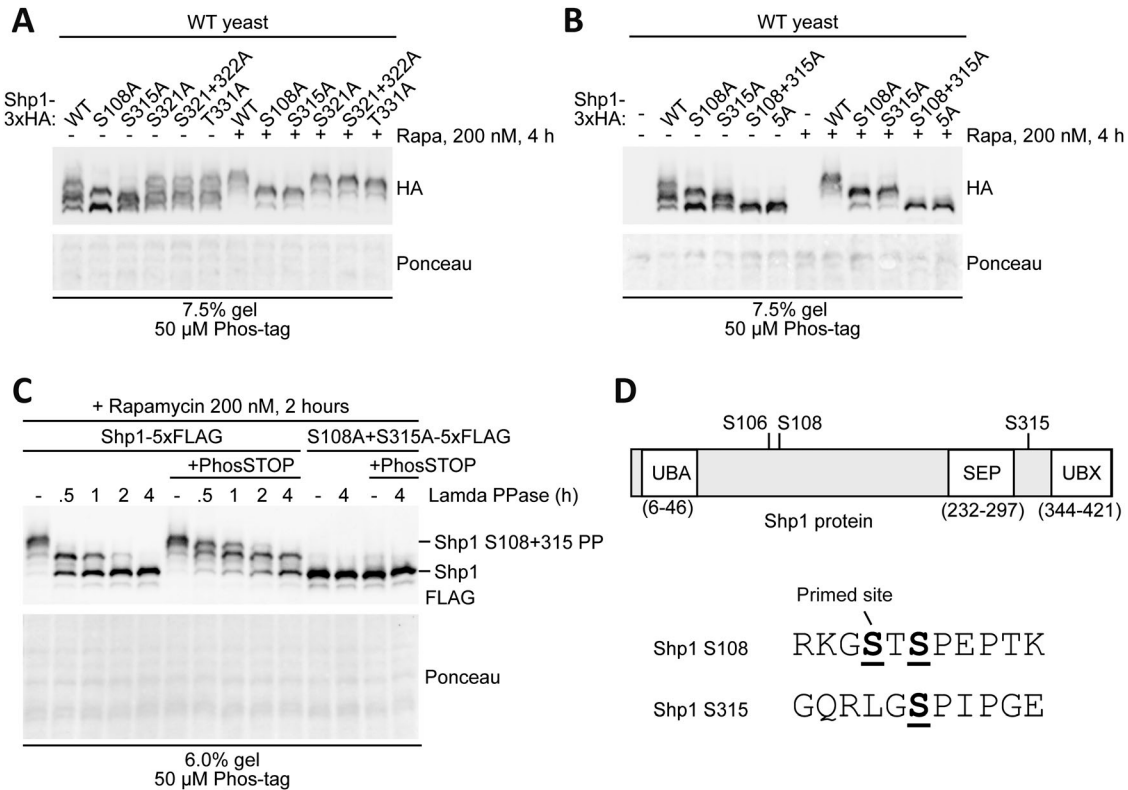 A
WT yeast
Shp1-
3xHA:
WT S108A S315A S321A S321+322A T331A WT S108A S315A S321A S321+322A T331A
- - - - - - + + + + + + Rapa, 200 nM, 4 h
HA
Ponceau
7.5% gel
50 µM Phos-tag
B
WT yeast
Shp1-
3xHA:
- WT S108A S315A S108+315A 5A - WT S108A S315A S108+315A 5A
- - - - - - + + + + + + Rapa, 200 nM, 4 h
HA
Ponceau
7.5% gel
50 µM Phos-tag
C
+ Rapamycin 200 nM, 2 hours
Shp1-5xFLAG S108A+S315A-5xFLAG
+PhosSTOP +PhosSTOP
- .5 1 2 4 - .5 1 2 4 - 4 - 4 Lamda PPase (h)
Shp1 S108+315 PP
Shp1
FLAG
Ponceau
6.0% gel
50 µM Phos-tag
D
S106 S108 S315
UBA SEP UBX
(6-46) (232-297) (344-421)
Shp1 protein
Primed site
Shp1 S108 RKGSTSPEPTK
Shp1 S315 GQRLGSPIPGE